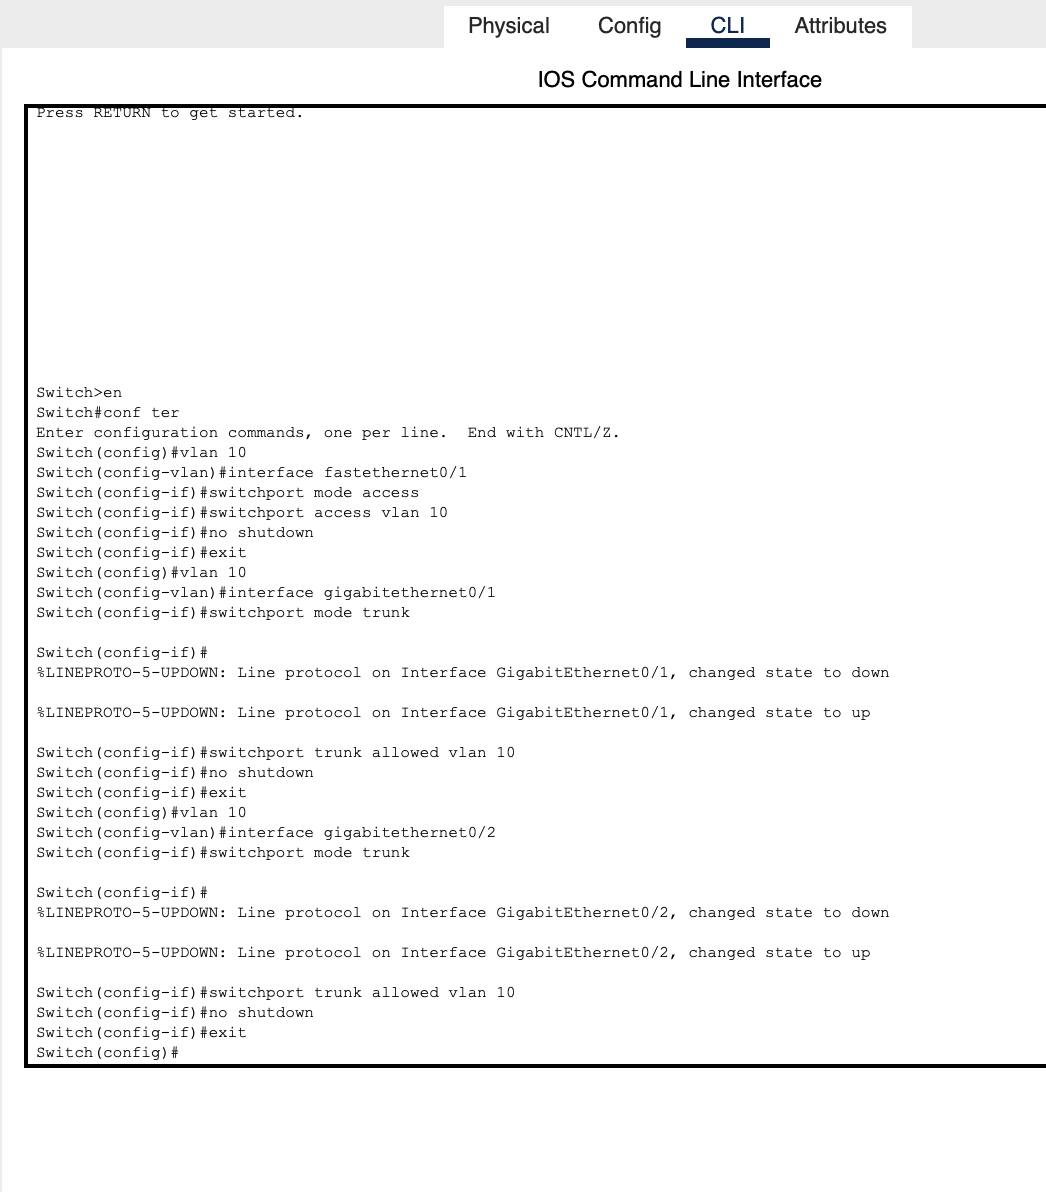 Physical Config CLI Attributes
IOS Command Line Interface
Press RETURN to get started.
Switch>en
Switch#conf ter
Enter configuration commands, one per line.  End with CNTL/Z.
Switch(config)#vlan 10
Switch(config-vlan)#interface fastethernet0/1
Switch(config-if)#switchport mode access
Switch(config-if)#switchport access vlan 10
Switch(config-if)#no shutdown
Switch(config-if)#exit
Switch(config)#vlan 10
Switch(config-vlan)#interface gigabitethernet0/1
Switch(config-if)#switchport mode trunk
Switch(config-if)#
%LINEPROTO-5-UPDOWN: Line protocol on Interface GigabitEthernet0/1, changed state to down
%LINEPROTO-5-UPDOWN: Line protocol on Interface GigabitEthernet0/1, changed state to up
Switch(config-if)#switchport trunk allowed vlan 10
Switch(config-if)#no shutdown
Switch(config-if)#exit
Switch(config)#vlan 10
Switch(config-vlan)#interface gigabitethernet0/2
Switch(config-if)#switchport mode trunk
Switch(config-if)#
%LINEPROTO-5-UPDOWN: Line protocol on Interface GigabitEthernet0/2, changed state to down
%LINEPROTO-5-UPDOWN: Line protocol on Interface GigabitEthernet0/2, changed state to up
Switch(config-if)#switchport trunk allowed vlan 10
Switch(config-if)#no shutdown
Switch(config-if)#exit
Switch(config)#